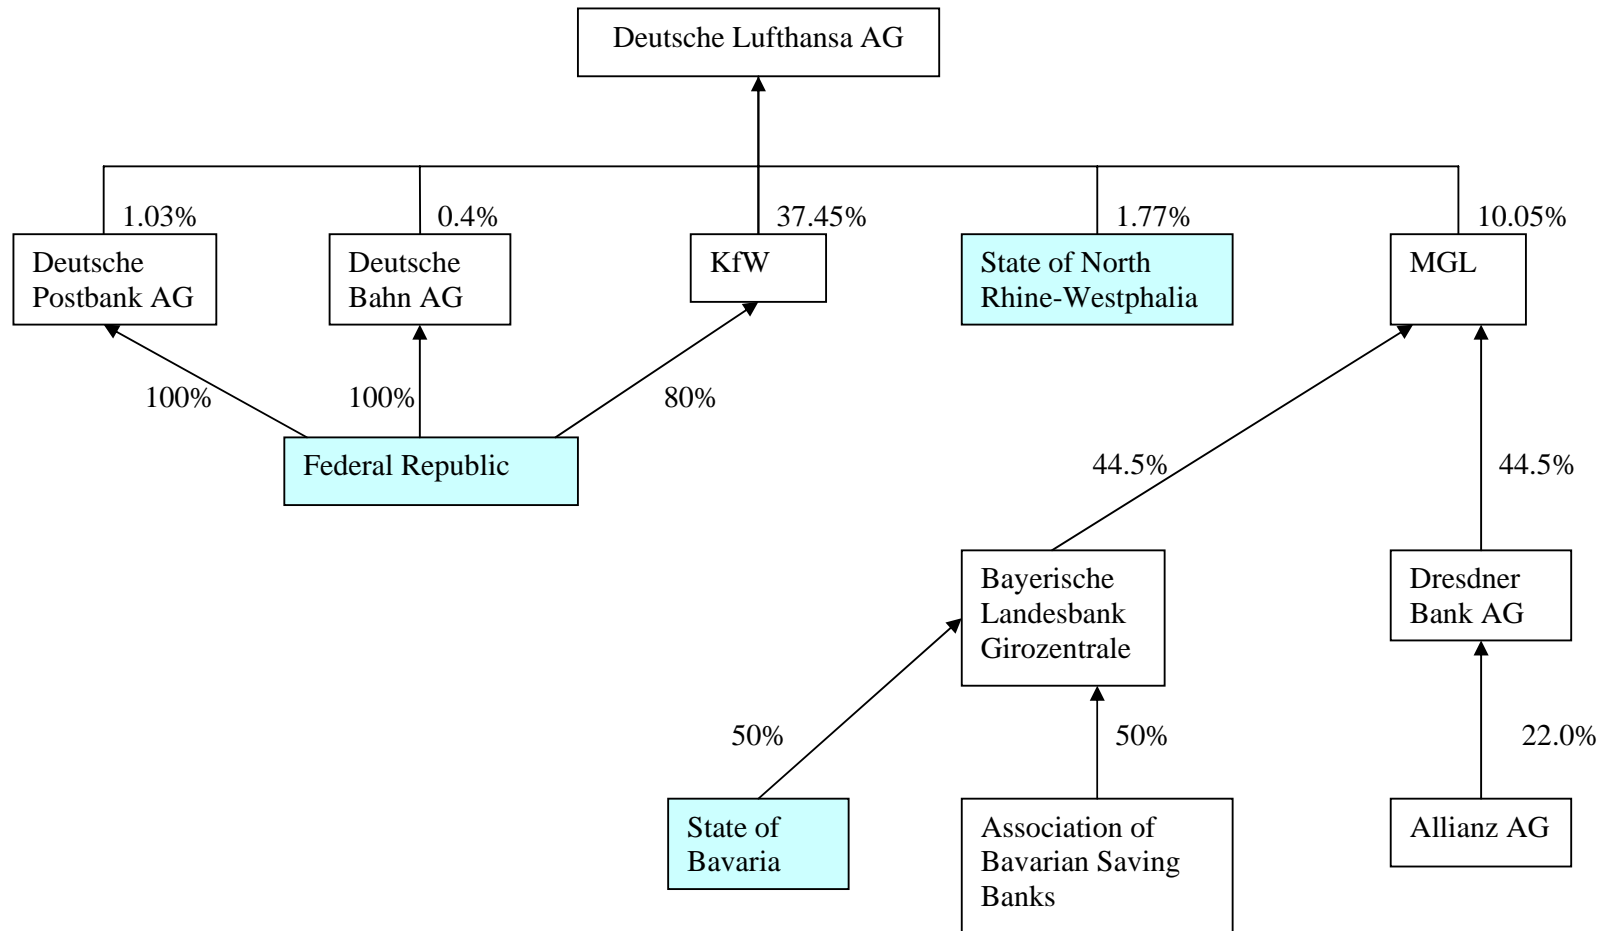 Deutsche Lufthansa AG
1.03%
0.4%
37.45%
1.77%
10.05%
Deutsche
Postbank AG
Deutsche
Bahn AG
KfW
State of North
Rhine-Westphalia
MGL
100%
100%
80%
Federal Republic
44.5%
44.5%
Bayerische
Landesbank
Girozentrale
Dresdner
Bank AG
50%
50%
22.0%
State of
Bavaria
Association of
Bavarian Saving
Banks
Allianz AG